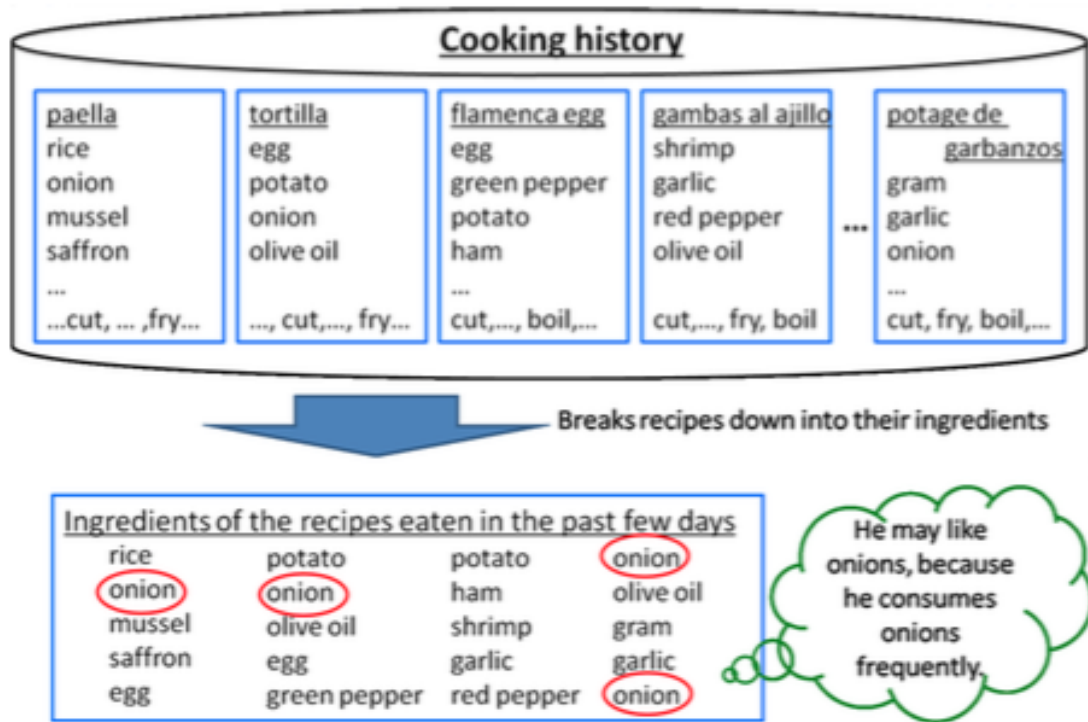 Cooking history
paella
rice
onion
mussel
saffron
...
...cut, ... ,fry...
tortilla
egg
potato
onion
olive oil
..., cut,..., fry...
flamenca egg
egg
green pepper
potato
ham
...
cut,..., boil,...
gambas al ajillo
shrimp
garlic
red pepper
olive oil
cut,..., fry, boil
...
potage de
garbanzos
gram
garlic
onion
...
cut, fry, boil,...
Breaks recipes down into their ingredients
Ingredients of the recipes eaten in the past few days
rice potato potato onion
onion onion ham olive oil
mussel olive oil shrimp gram
saffron egg garlic garlic
egg green pepper red pepper onion
He may like
onions, because
he consumes
onions
frequently.